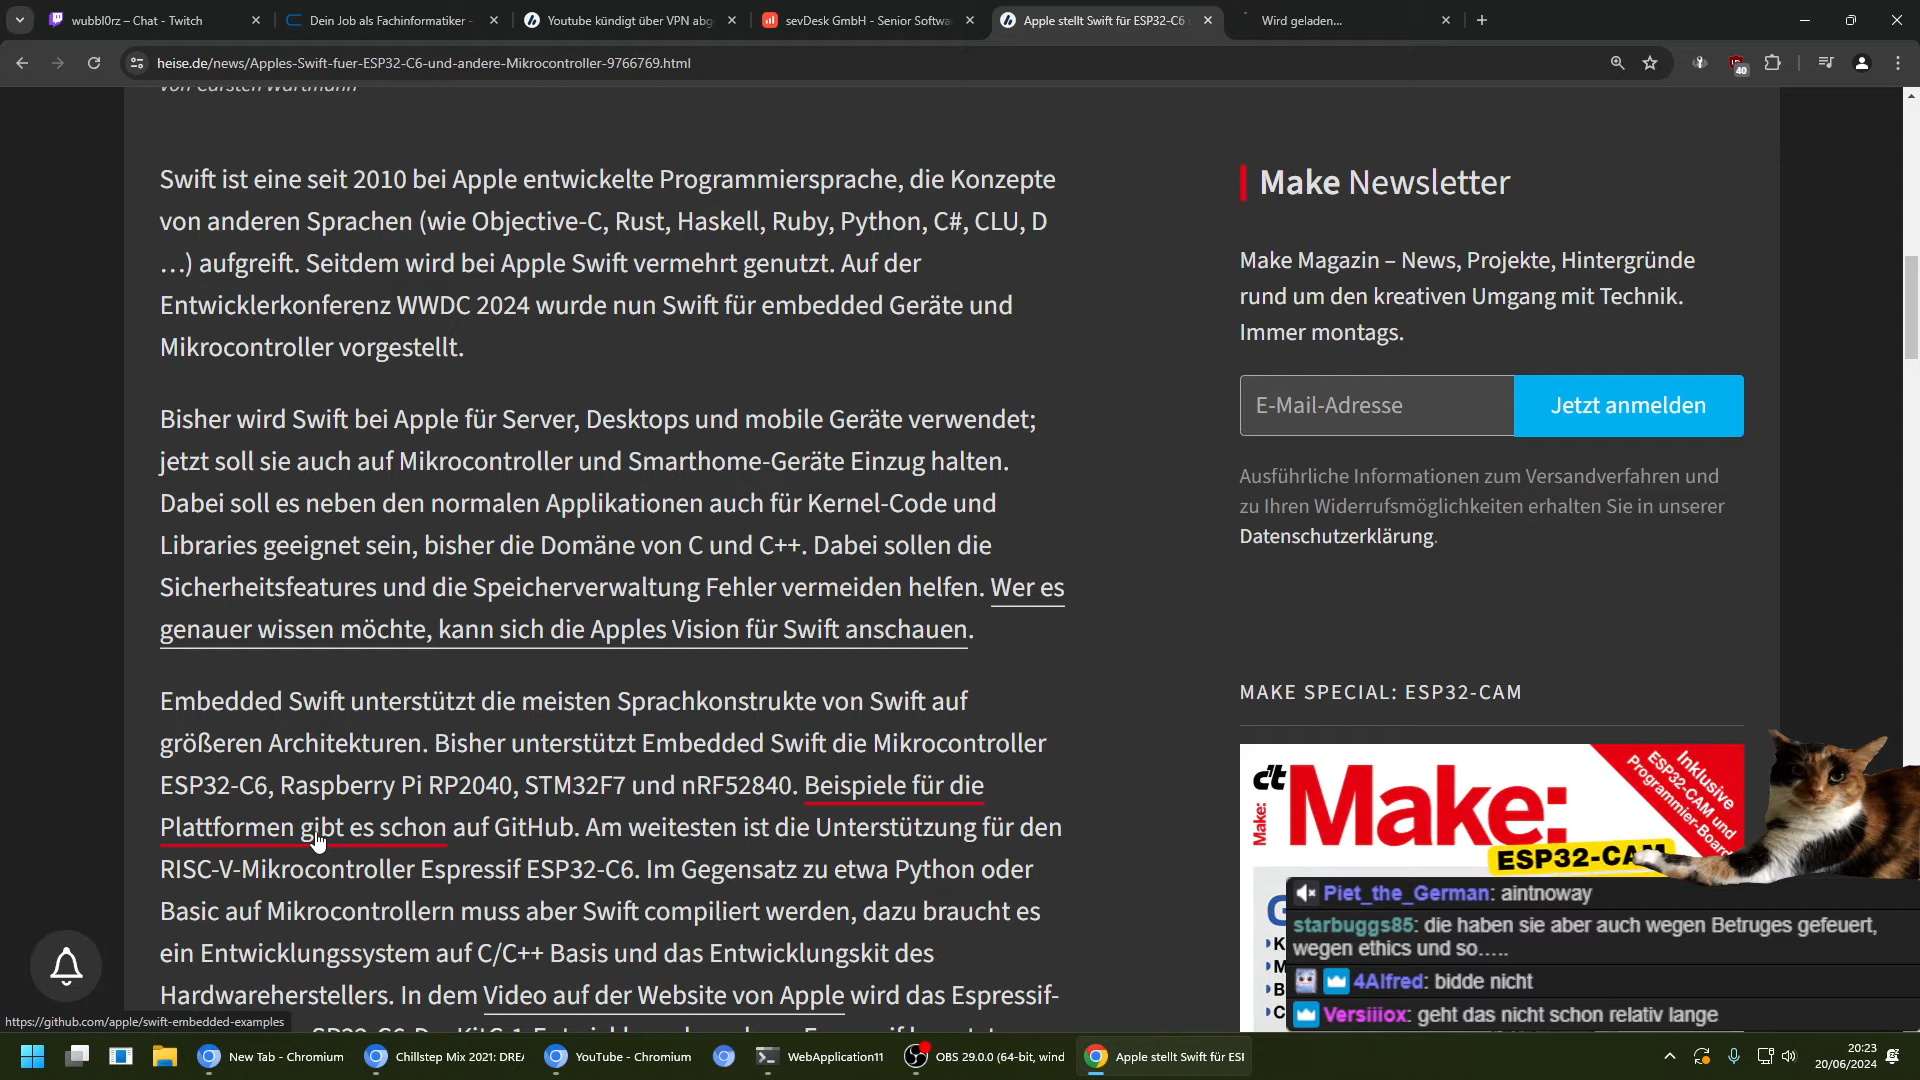 wubbl0rz – Chat - Twitch
Dein Job als Fachinformatiker -
Youtube kündigt über VPN abg
sevDesk GmbH - Senior Softwa
Apple stellt Swift für ESP32-C6
Wird geladen...
heise.de/news/Apples-Swift-fuer-ESP32-C6-und-andere-Mikrocontroller-9766769.html
40
von Carsten Wartmann
Swift ist eine seit 2010 bei Apple entwickelte Programmiersprache, die Konzepte
von anderen Sprachen (wie Objective-C, Rust, Haskell, Ruby, Python, C#, CLU, D
…) aufgreift. Seitdem wird bei Apple Swift vermehrt genutzt. Auf der
Entwicklerkonferenz WWDC 2024 wurde nun Swift für embedded Geräte und
Mikrocontroller vorgestellt.
Bisher wird Swift bei Apple für Server, Desktops und mobile Geräte verwendet;
jetzt soll sie auch auf Mikrocontroller und Smarthome-Geräte Einzug halten.
Dabei soll es neben den normalen Applikationen auch für Kernel-Code und
Libraries geeignet sein, bisher die Domäne von C und C++. Dabei sollen die
Sicherheitsfeatures und die Speicherverwaltung Fehler vermeiden helfen. Wer es
genauer wissen möchte, kann sich die Apples Vision für Swift anschauen.
Embedded Swift unterstützt die meisten Sprachkonstrukte von Swift auf
größeren Architekturen. Bisher unterstützt Embedded Swift die Mikrocontroller
ESP32-C6, Raspberry Pi RP2040, STM32F7 und nRF52840. Beispiele für die
Plattformen gibt es schon auf GitHub. Am weitesten ist die Unterstützung für den
RISC-V-Mikrocontroller Espressif ESP32-C6. Im Gegensatz zu etwa Python oder
Basic auf Mikrocontrollern muss aber Swift compiliert werden, dazu braucht es
ein Entwicklungssystem auf C/C++ Basis und das Entwicklungskit des
Hardwareherstellers. In dem Video auf der Website von Apple wird das Espressif-
Make Newsletter
Make Magazin – News, Projekte, Hintergründe
rund um den kreativen Umgang mit Technik.
Immer montags.
E-Mail-Adresse
Jetzt anmelden
Ausführliche Informationen zum Versandverfahren und
zu Ihren Widerrufsmöglichkeiten erhalten Sie in unserer
Datenschutzerklärung.
MAKE SPECIAL: ESP32-CAM
c't
Make:
Make:
Inklusive
ESP32-CAM und
Programmier-Board
ESP32-CAM
Piet_the_German: aintnoway
starbuggs85: die haben sie aber auch wegen Betruges gefeuert,
wegen ethics und so.....
4Alfred: bidde nicht
Versiiiox: geht das nicht schon relativ lange
https://github.com/apple/swift-embedded-examples
New Tab - Chromium
Chillstep Mix 2021: DREA
YouTube - Chromium
WebApplication11
OBS 29.0.0 (64-bit, wind
Apple stellt Swift für ESI
20:23
20/06/2024